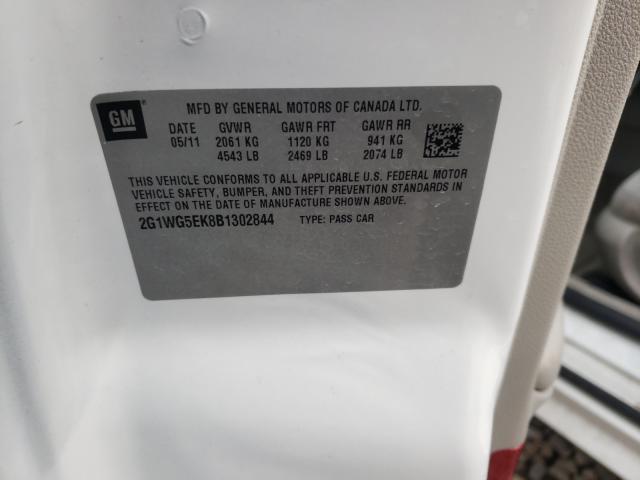 GM
MFD BY GENERAL MOTORS OF CANADA LTD.
DATE GVWR GAWR FRT GAWR RR
05/11 2061 KG 1120 KG 941 KG
4543 LB 2469 LB 2074 LB
THIS VEHICLE CONFORMS TO ALL APPLICABLE U.S. FEDERAL MOTOR
VEHICLE SAFETY, BUMPER, AND THEFT PREVENTION STANDARDS
IN EFFECT ON THE DATE OF MANUFACTURE SHOWN ABOVE.
2G1WG5EK8B1302844 TYPE: PASS CAR